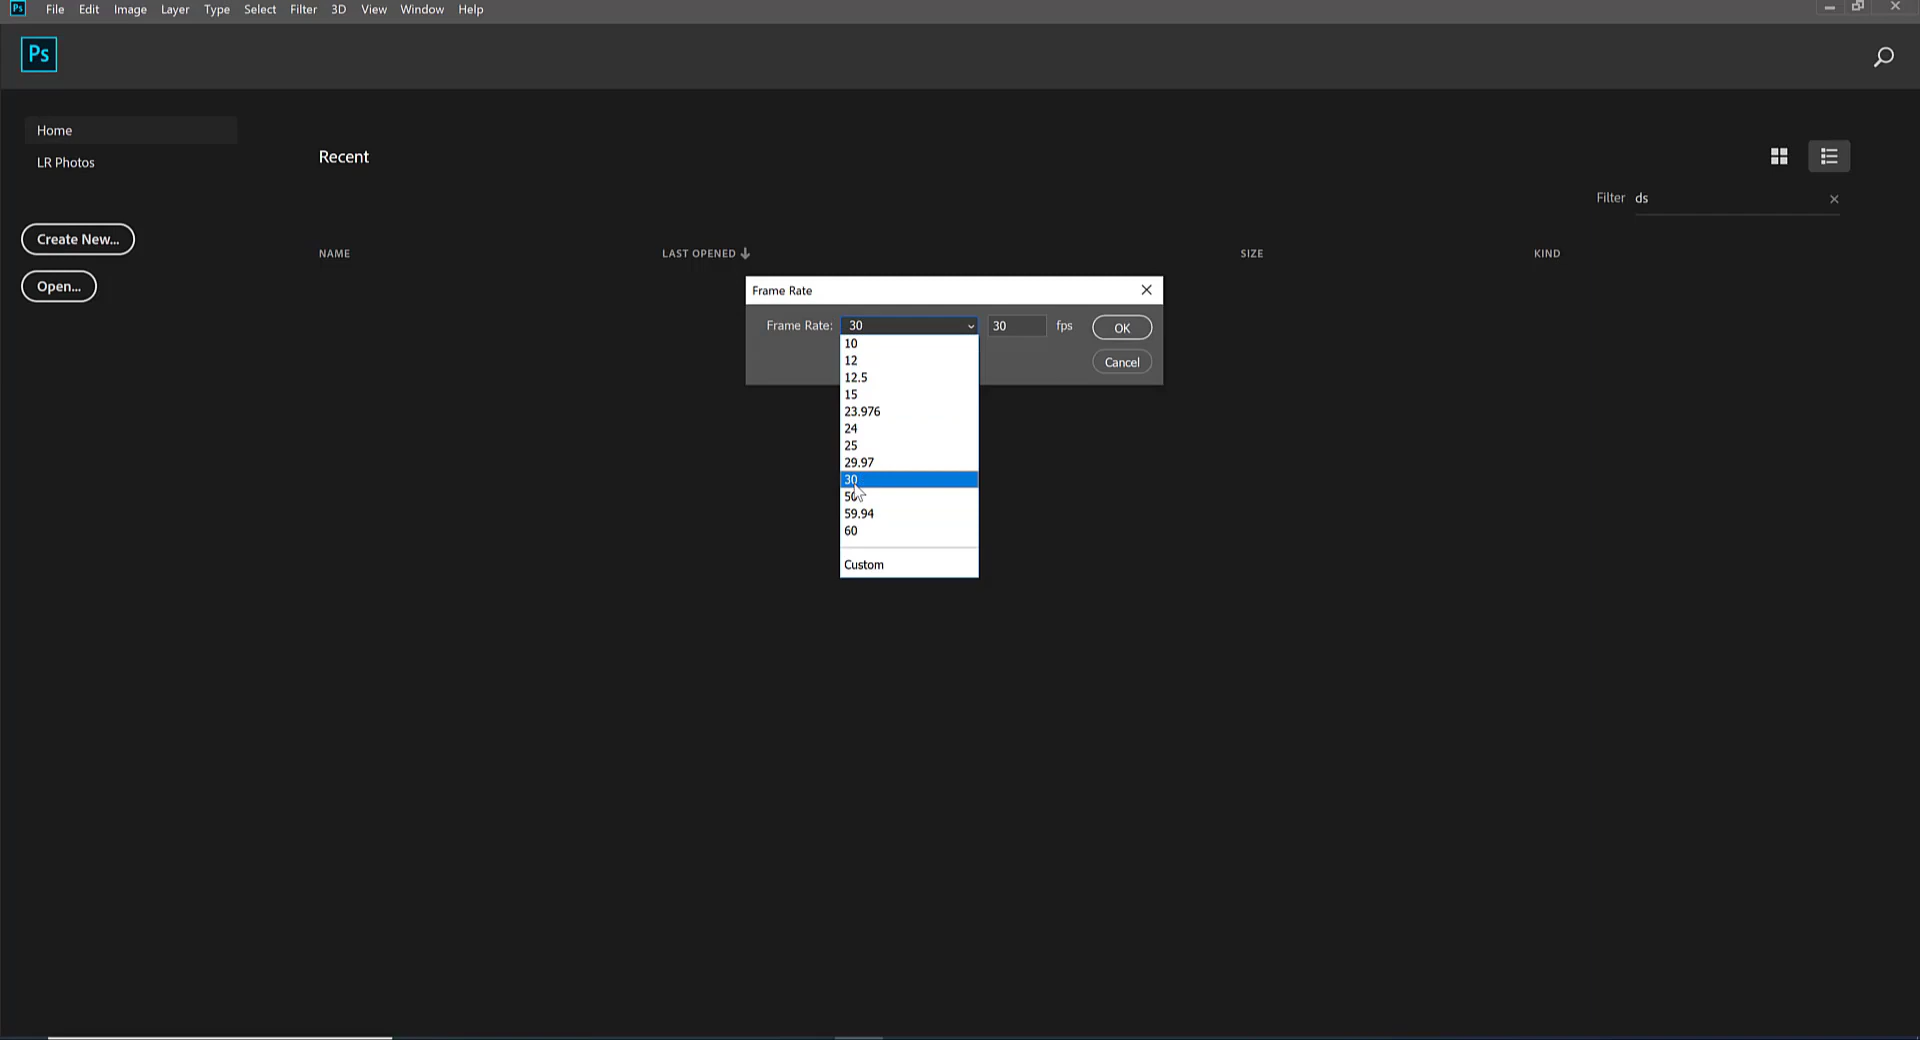 Ps File Edit Image Layer Type Select Filter 3D View Window Help
Ps
Home
LR Photos
Recent
Filter ds
Create New...
NAME LAST OPENED SIZE KIND
Open...
Frame Rate
Frame Rate: 30 30 fps OK
10
12
Cancel
12.5
15
23.976
24
25
29.97
30
50
59.94
60
Custom